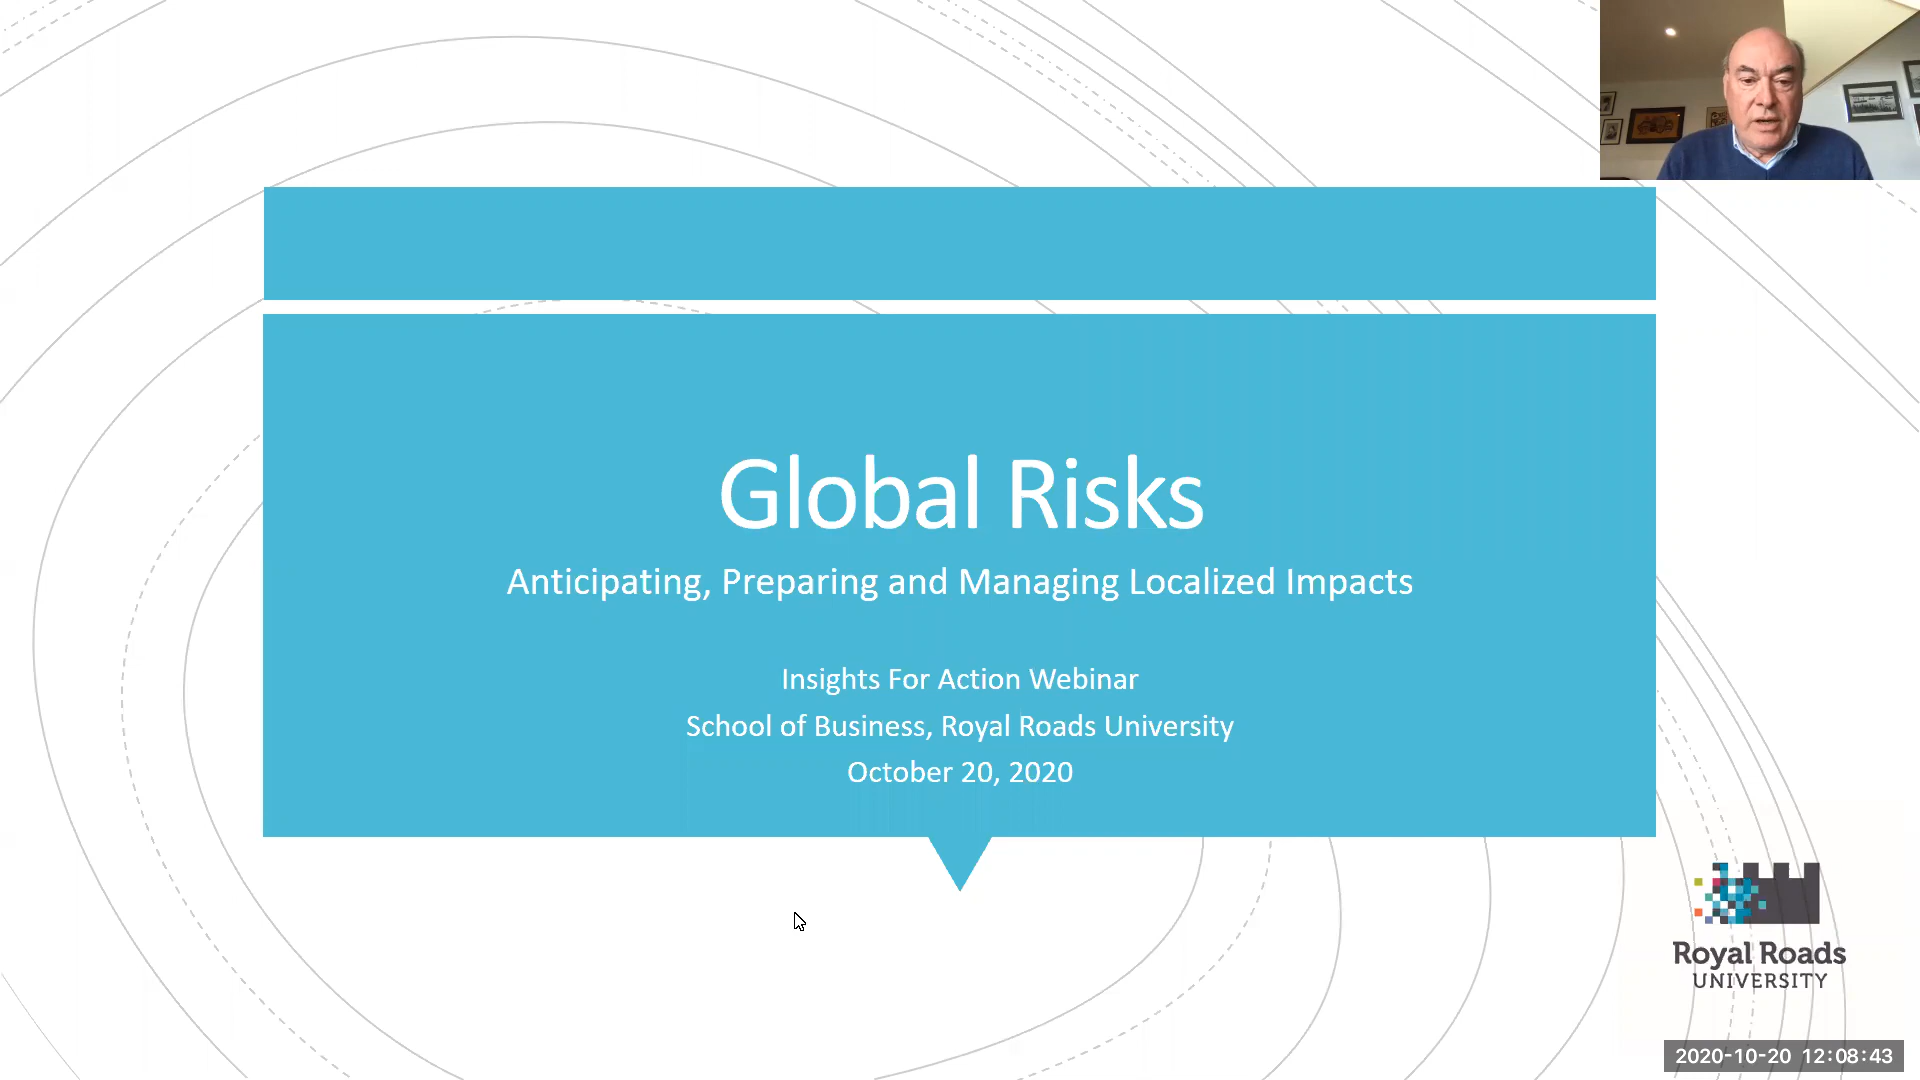 Global Risks
Anticipating, Preparing and Managing Localized Impacts
Insights For Action Webinar
School of Business, Royal Roads University
October 20, 2020
Royal Roads
UNIVERSITY
2020-10-20 12:08:43